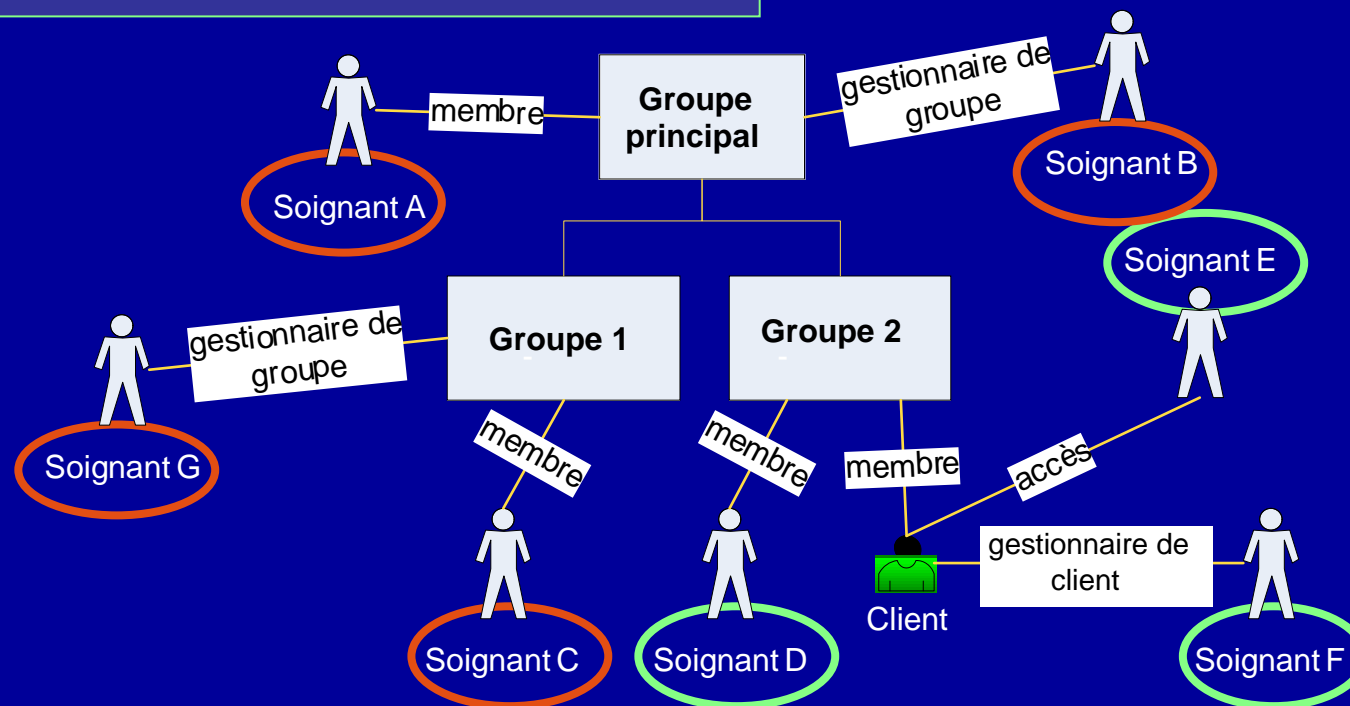 gestionnaire de
groupe
membre
Groupe
principal
Soignant B
Soignant A
Soignant E
gestionnaire de
groupe
Groupe 1
Groupe 2
membre
membre
membre
accès
Soignant G
gestionnaire de
client
Client
Soignant C
Soignant D
Soignant F